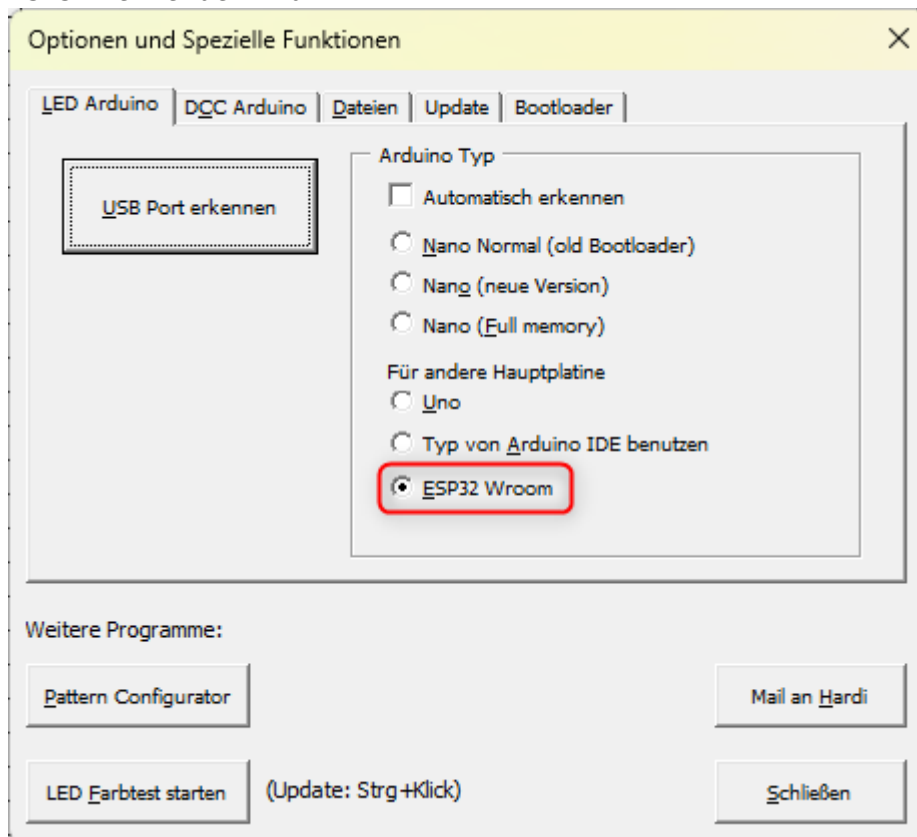 Optionen und Spezielle Funktionen
LED Arduino
DCC Arduino
Dateien
Update
Bootloader
USB Port erkennen
Arduino Typ
Automatisch erkennen
Nano Normal (old Bootloader)
Nano (neue Version)
Nano (Full memory)
Für andere Hauptplatine
Uno
Typ von Arduino IDE benutzen
ESP32 Wroom
Weitere Programme:
Pattern Configurator
Mail an Hardi
LED Farbtest starten
(Update: Strg+Klick)
Schließen